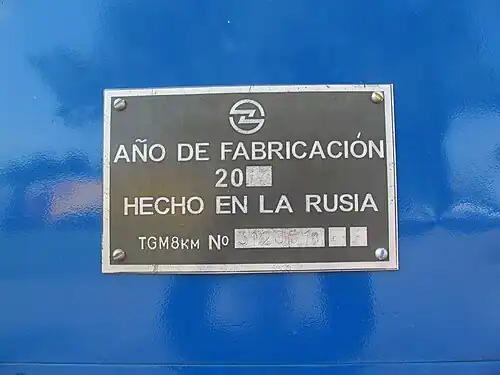 AÑO DE FABRICACIÓN
20
HECHO EN LA RUSIA
TGM8KM Nº